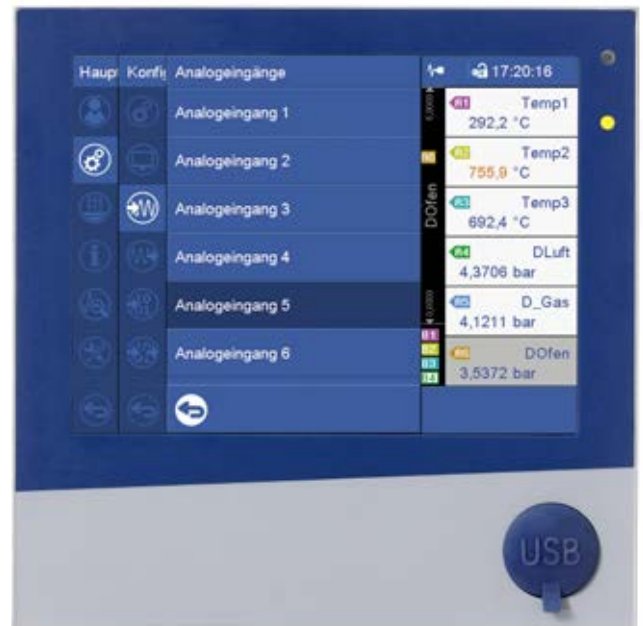 Haup Konfi Analogeingänge 17:20:16
Analogeingang 1
Analogeingang 2
Analogeingang 3
Analogeingang 4
Analogeingang 5
Analogeingang 6
DOfen
Temp1
292,2 °C
Temp2
755,9 °C
Temp3
692,4 °C
DLuft
4,3706 bar
D_Gas
4,1211 bar
DOfen
3,5372 bar
USB